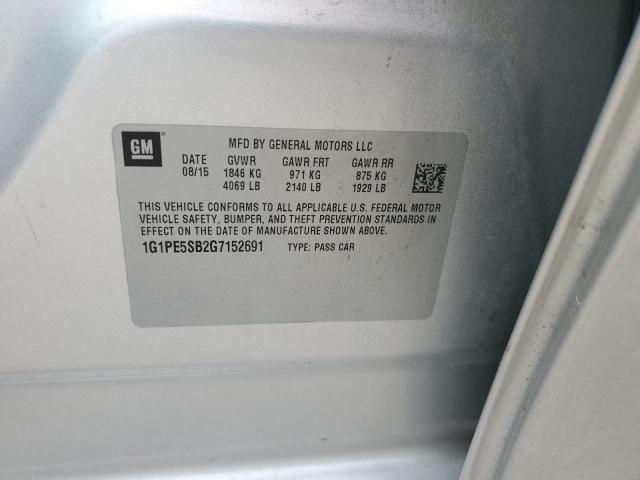 GM
MFD BY GENERAL MOTORS LLC
DATE GVWR GAWR FRT GAWR RR
08/15 1846 KG 971 KG 875 KG
4069 LB 2140 LB 1929 LB
THIS VEHICLE CONFORMS TO ALL APPLICABLE U.S. FEDERAL MOTOR
VEHICLE SAFETY, BUMPER, AND THEFT PREVENTION STANDARDS IN
EFFECT ON THE DATE OF MANUFACTURE SHOWN ABOVE.
1G1PE5SB2G7152691 TYPE: PASS CAR